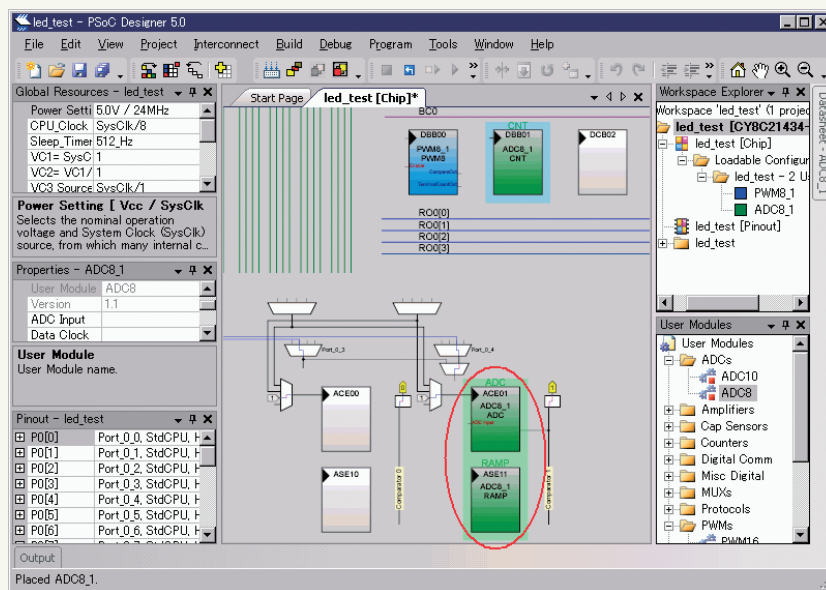 led_test - PSoC Designer 5.0
File Edit View Project Interconnect Build Debug Program Tools Window Help
Global Resources - led_test
Power Setti 5.0V / 24MHz
CPU_Clock SysClk/8
Sleep_Timer 512_Hz
VC1= SysC 1
VC2= VC1/ 1
VC3 Source SysClk/1
Power Setting [ Vcc / SysClk
Selects the nominal operation
voltage and System Clock (SysClk)
source, from which many internal c...
Properties - ADC8_1
User Module ADC8
Version 1.1
ADC Input
Data Clock
User Module
User Module name.
Pinout - led_test
P0[0] Port_0_0, StdCPU, H
P0[1] Port_0_1, StdCPU, H
P0[2] Port_0_2, StdCPU, H
P0[3] Port_0_3, StdCPU, H
P0[4] Port_0_4, StdCPU, H
P0[5] Port_0_5, StdCPU, H
P0[6] Port_0_6, StdCPU, H
Output
Placed ADC8_1.
Start Page led_test [Chip]*
BC0
CNT
DBB00
PWM8_1
PWM8
DBB01
ADC8_1
CNT
DCB02
RO0[0]
RO0[1]
RO0[2]
RO0[3]
Port_0_3
Port_0_4
ACE00
ADC
ACE01
ADC8_1
ADC
ADC Input
ASE10
RAMP
ASE11
ADC8_1
RAMP
Comparator 0
Comparator 1
Workspace Explorer
Workspace 'led_test' (1 projec
led_test [CY8C21434-
led_test [Chip]
Loadable Configur
led_test - 2 U
PWM8_1
ADC8_1
led_test [Pinout]
led_test
Datasheet - ADC8_1
User Modules
User Modules
ADCs
ADC10
ADC8
Amplifiers
Cap Sensors
Counters
Digital Comm
Misc Digital
MUXs
Protocols
PWMs
PWM16